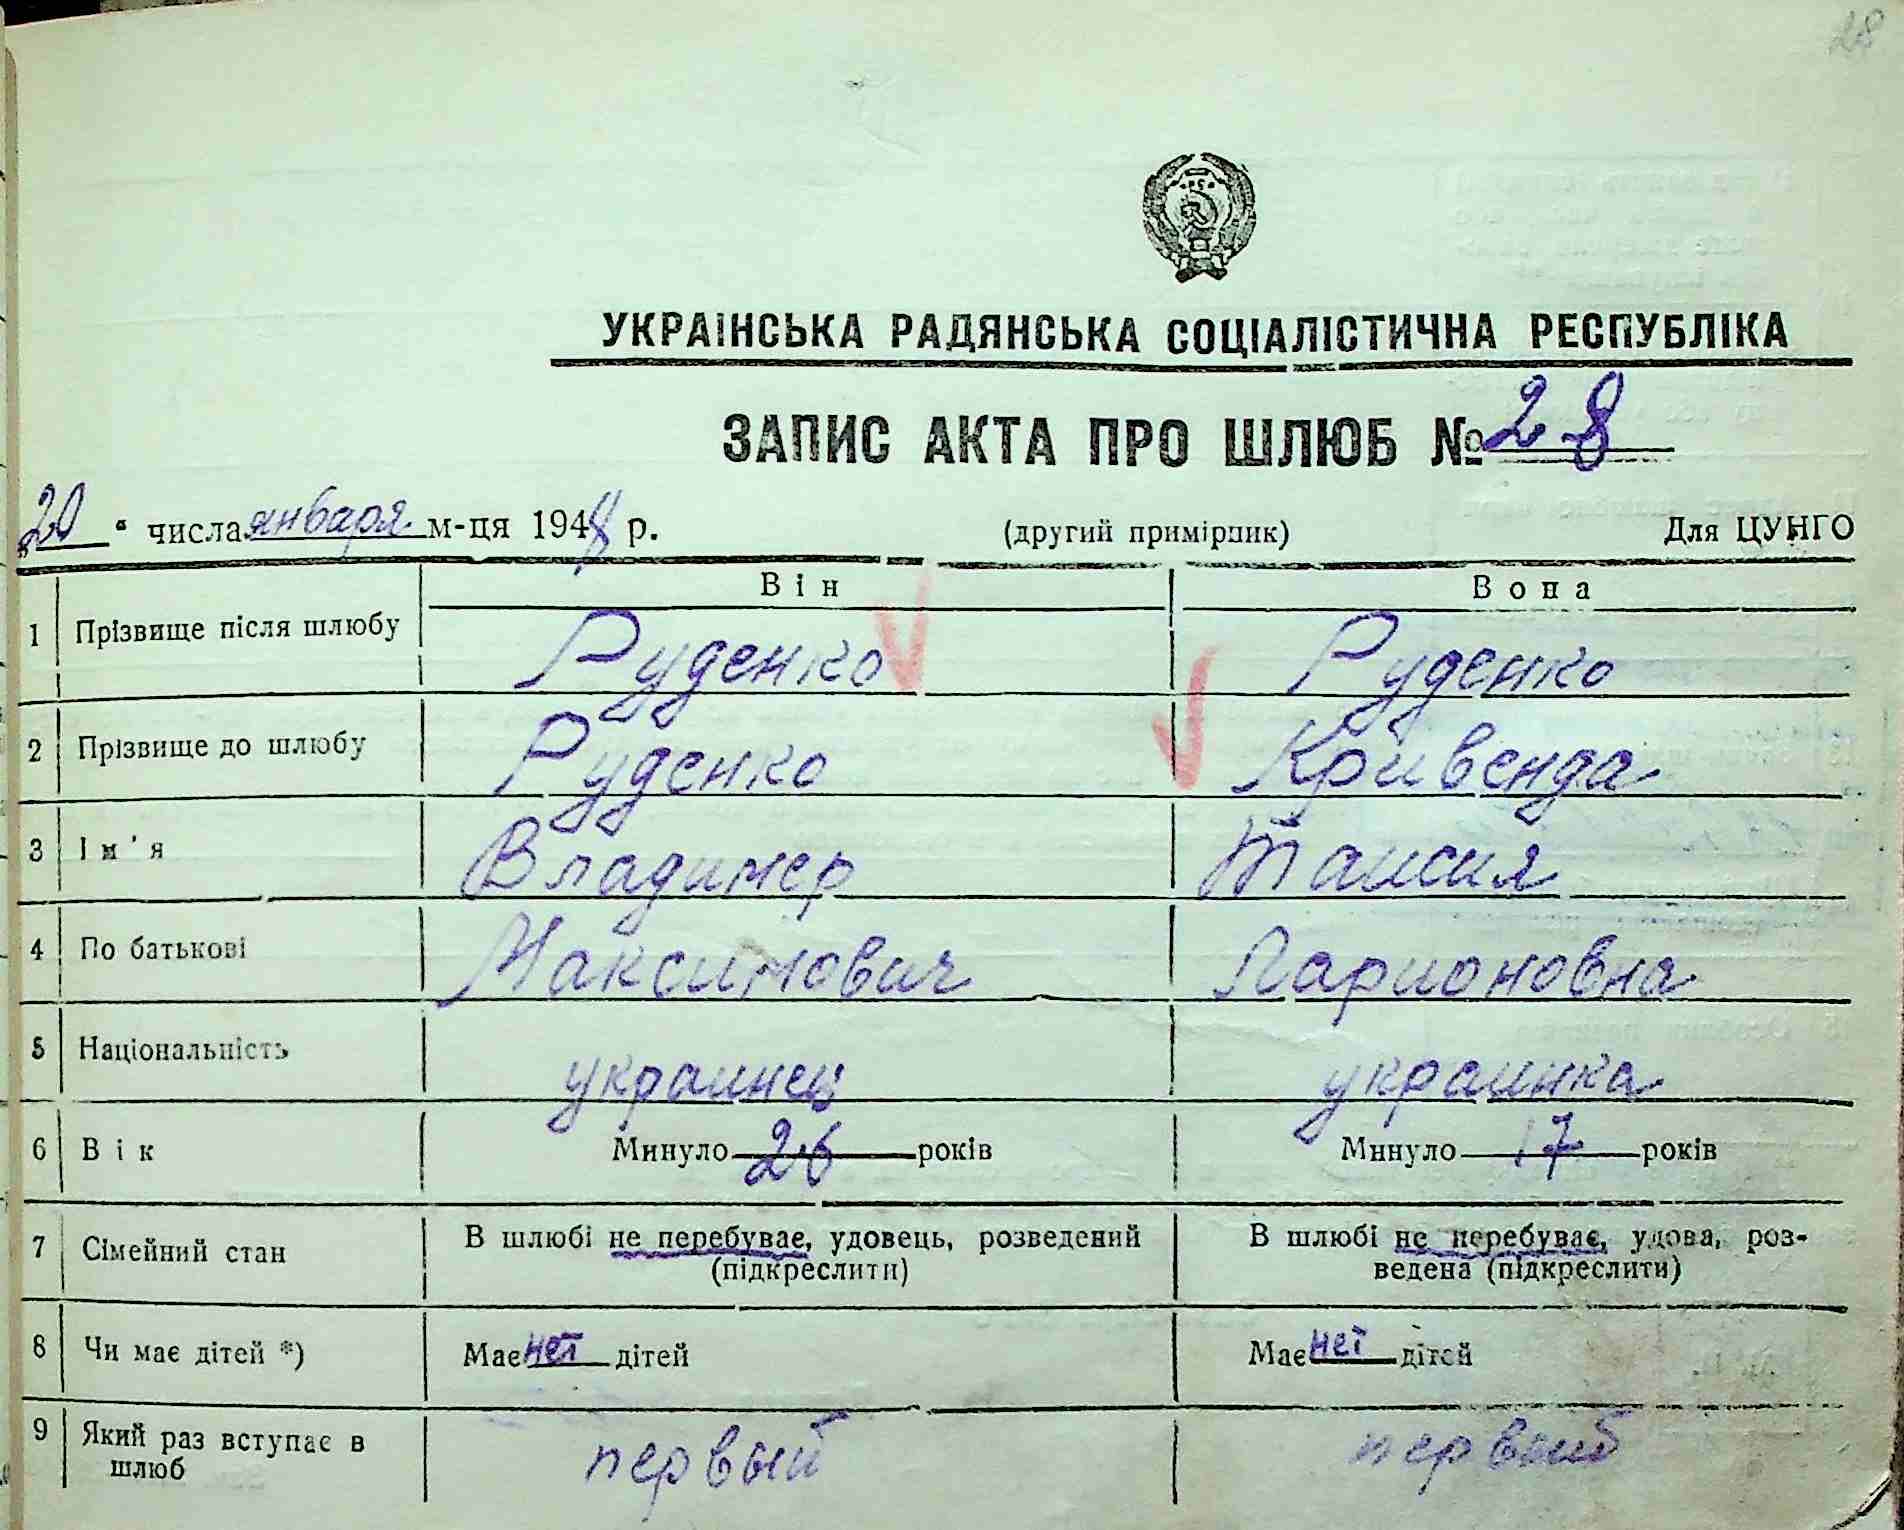 28
УКРАЇНСЬКА РАДЯНСЬКА СОЦІАЛІСТИЧНА РЕСПУБЛІКА
ЗАПИС АКТА ПРО ШЛЮБ № 28
„20 “ числа января м-ця 1948 р. (другий примірник) Для ЦУНГО
Він Вона
1 Прізвище після шлюбу Руденко Руденко
2 Прізвище до шлюбу Руденко Кривенда
3 Ім'я Владимер Таисия
4 По батькові Максимович Ларионовна
5 Національність украинец украинка
6 Вік Минуло 26 років Минуло 17 років
7 Сімейний стан В шлюбі не перебуває, удовець, розведений (підкреслити) В шлюбі не перебуває, удова, роз-
ведена (підкреслити)
8 Чи має дітей *) Має нет дітей Має нет дітей
9 Який раз вступає в шлюб первый первый